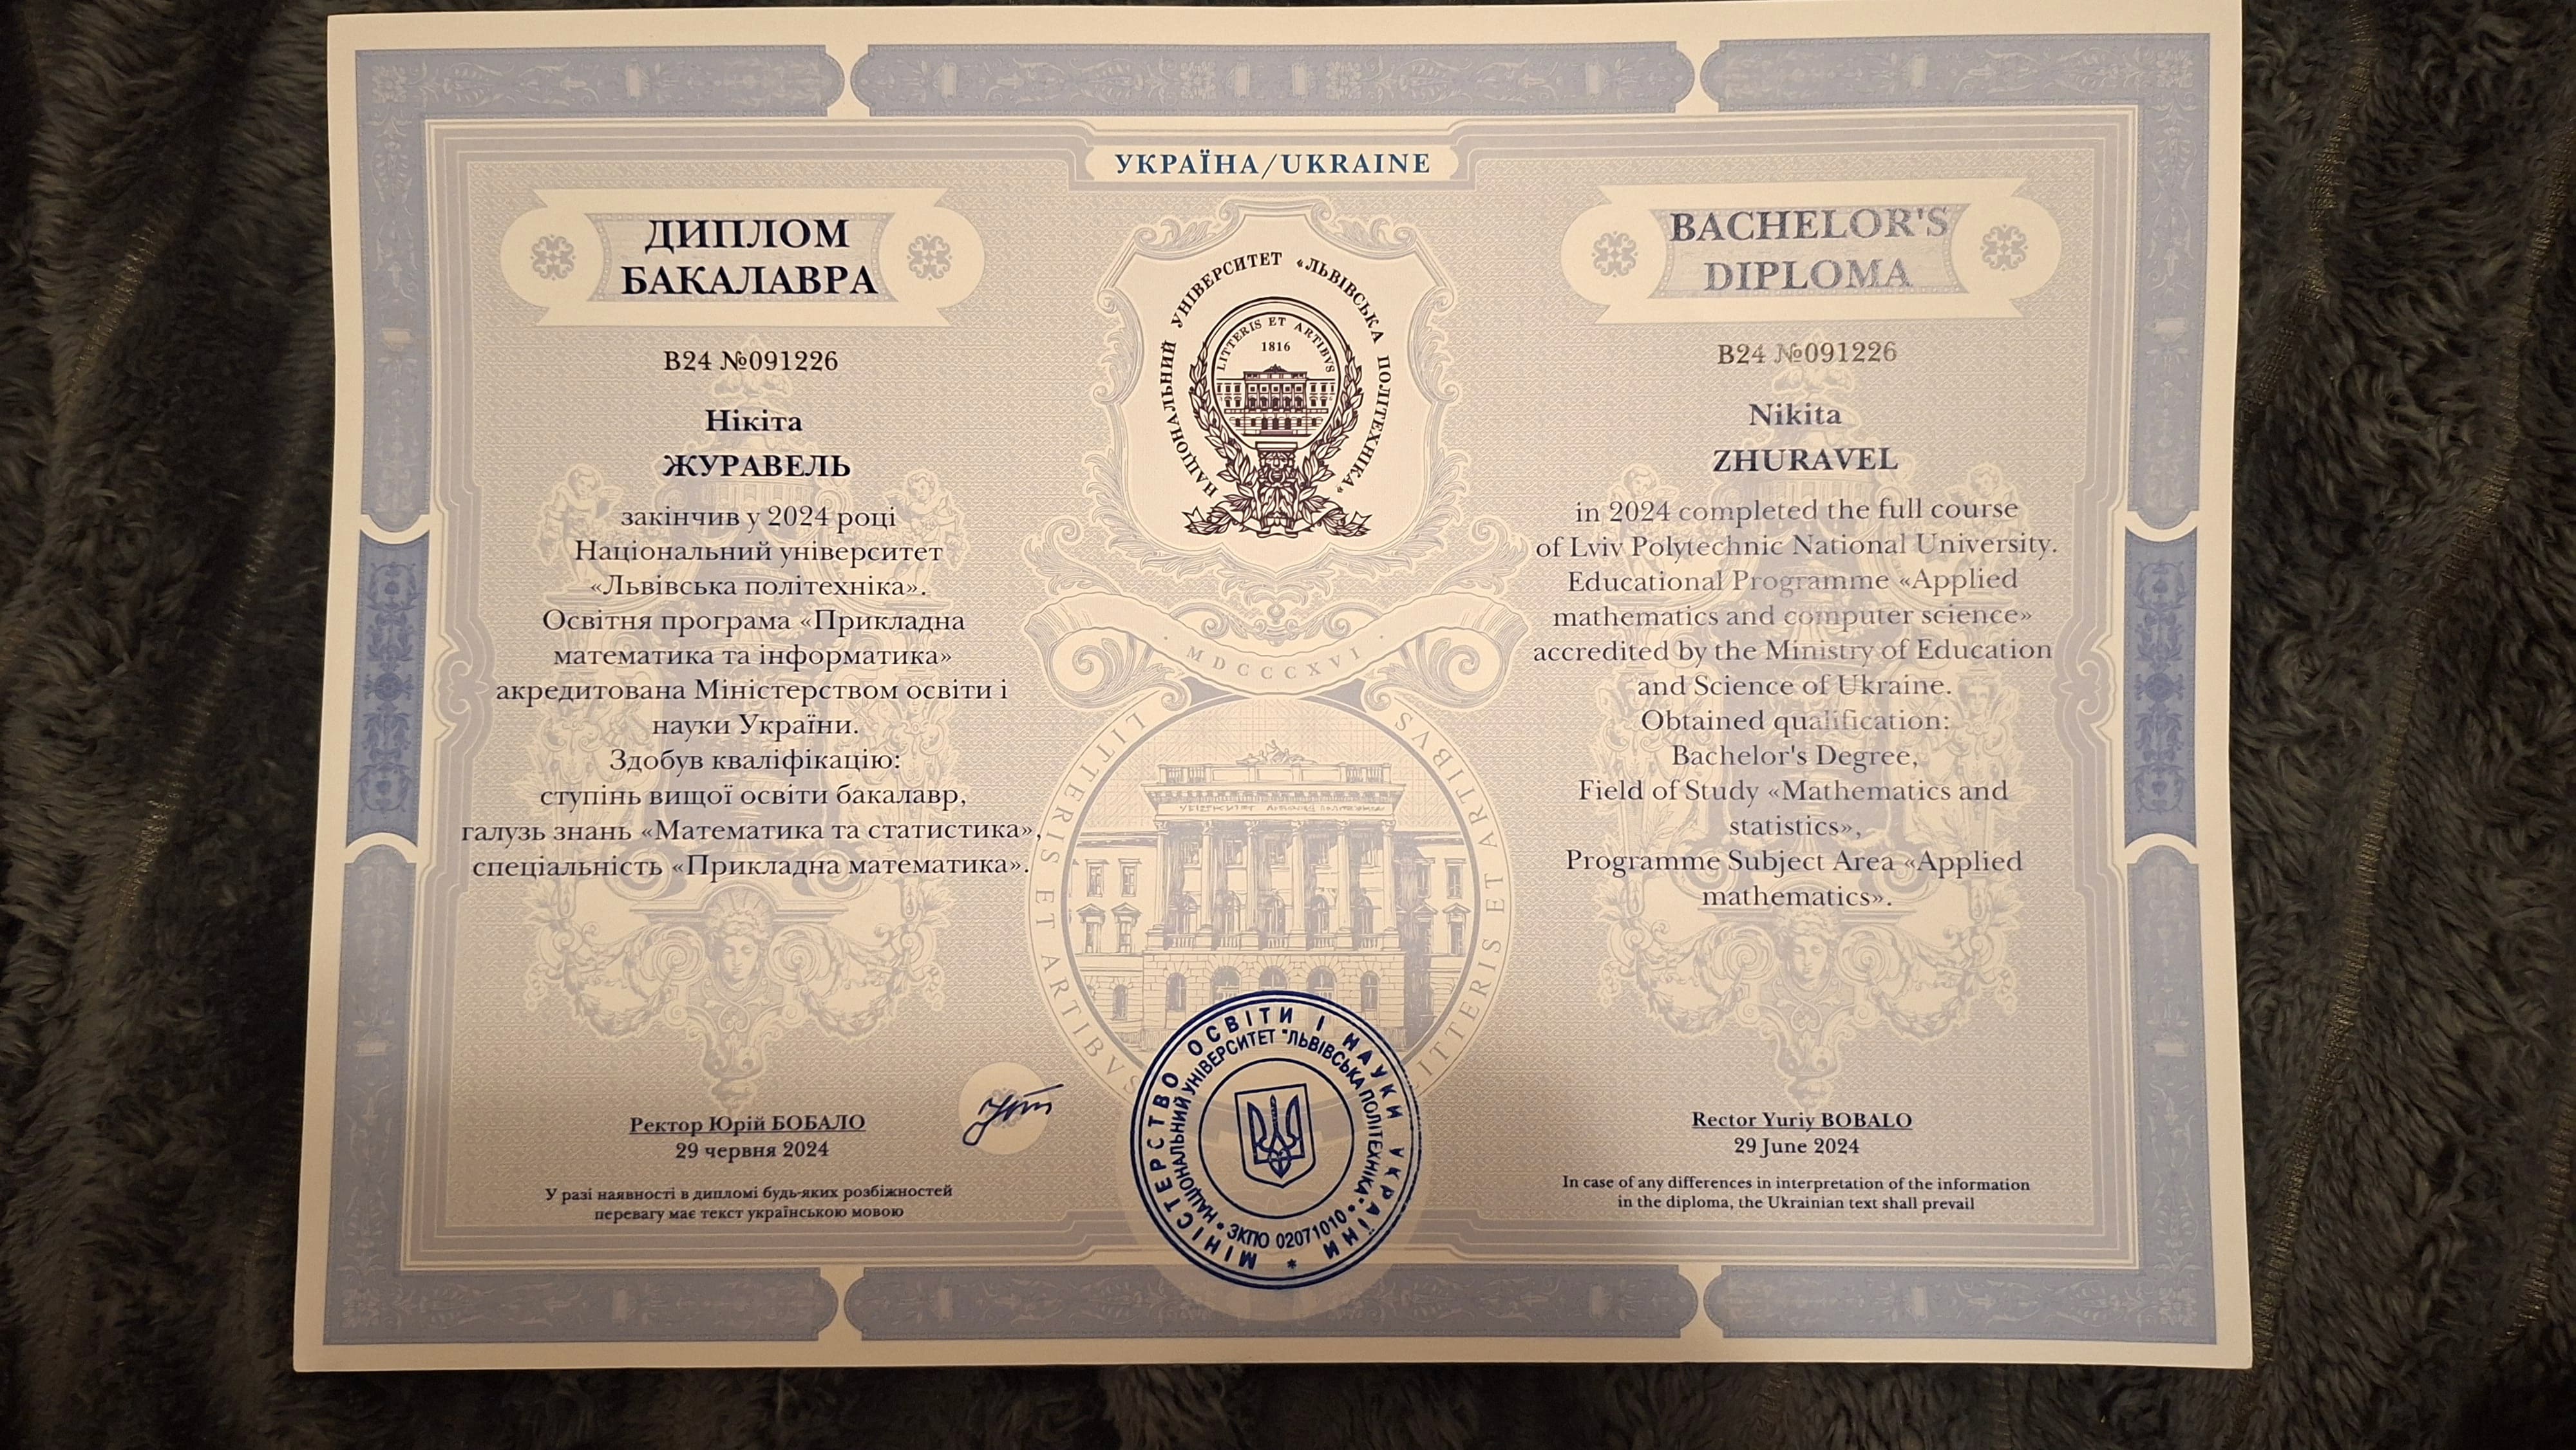 УКРАЇНА/UKRAINE
ДИПЛОМ
БАКАЛАВРА
B24 №091226
Нікіта
ЖУРАВЕЛЬ
закінчив у 2024 році
Національний університет
«Львівська політехніка».
Освітня програма «Прикладна
математика та інформатика»
акредитована Міністерством освіти і
науки України.
Здобув кваліфікацію:
ступінь вищої освіти бакалавр,
галузь знань «Математика та статистика»,
спеціальність «Прикладна математика».
Ректор Юрій БОБАЛО
29 червня 2024
У разі наявності в дипломі будь-яких розбіжностей
перевагу має текст українською мовою
НАЦІОНАЛЬНИЙ УНІВЕРСИТЕТ «ЛЬВІВСЬКА ПОЛІТЕХНІКА»
LITTERIS ET ARTIBVS
1816
MDCCCXVI
LITTERIS ET ARTIBVS
LITTERIS ET ARTIBVS
МІНІСТЕРСТВО ОСВІТИ І НАУКИ УКРАЇНИ *
НАЦІОНАЛЬНИЙ УНІВЕРСИТЕТ "ЛЬВІВСЬКА ПОЛІТЕХНІКА"
ЗКПО 02071010
BACHELOR'S
DIPLOMA
B24 №091226
Nikita
ZHURAVEL
in 2024 completed the full course
of Lviv Polytechnic National University.
Educational Programme «Applied
mathematics and computer science»
accredited by the Ministry of Education
and Science of Ukraine.
Obtained qualification:
Bachelor's Degree,
Field of Study «Mathematics and
statistics»,
Programme Subject Area «Applied
mathematics».
Rector Yuriy BOBALO
29 June 2024
In case of any differences in interpretation of the information
in the diploma, the Ukrainian text shall prevail